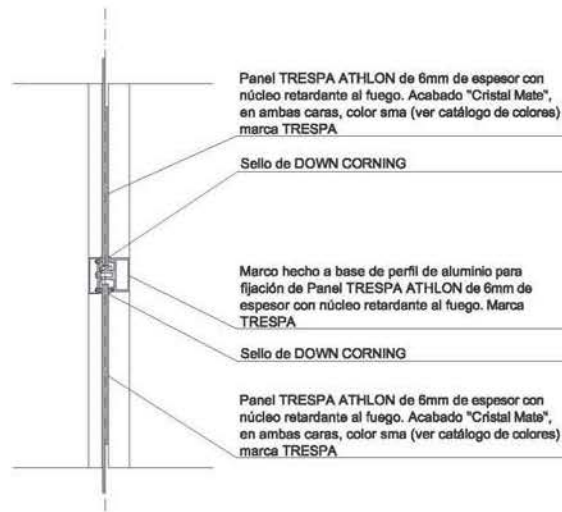 Panel TRESPA ATHLON de 6mm de espesor con
núcleo retardante al fuego. Acabado "Cristal Mate",
en ambas caras, color sma (ver catálogo de colores)
marca TRESPA
Sello de DOWN CORNING
Marco hecho a base de perfil de aluminio para
fijación de Panel TRESPA ATHLON de 6mm de
espesor con núcleo retardante al fuego. Marca
TRESPA
Sello de DOWN CORNING
Panel TRESPA ATHLON de 6mm de espesor con
núcleo retardante al fuego. Acabado "Cristal Mate",
en ambas caras, color sma (ver catálogo de colores)
marca TRESPA